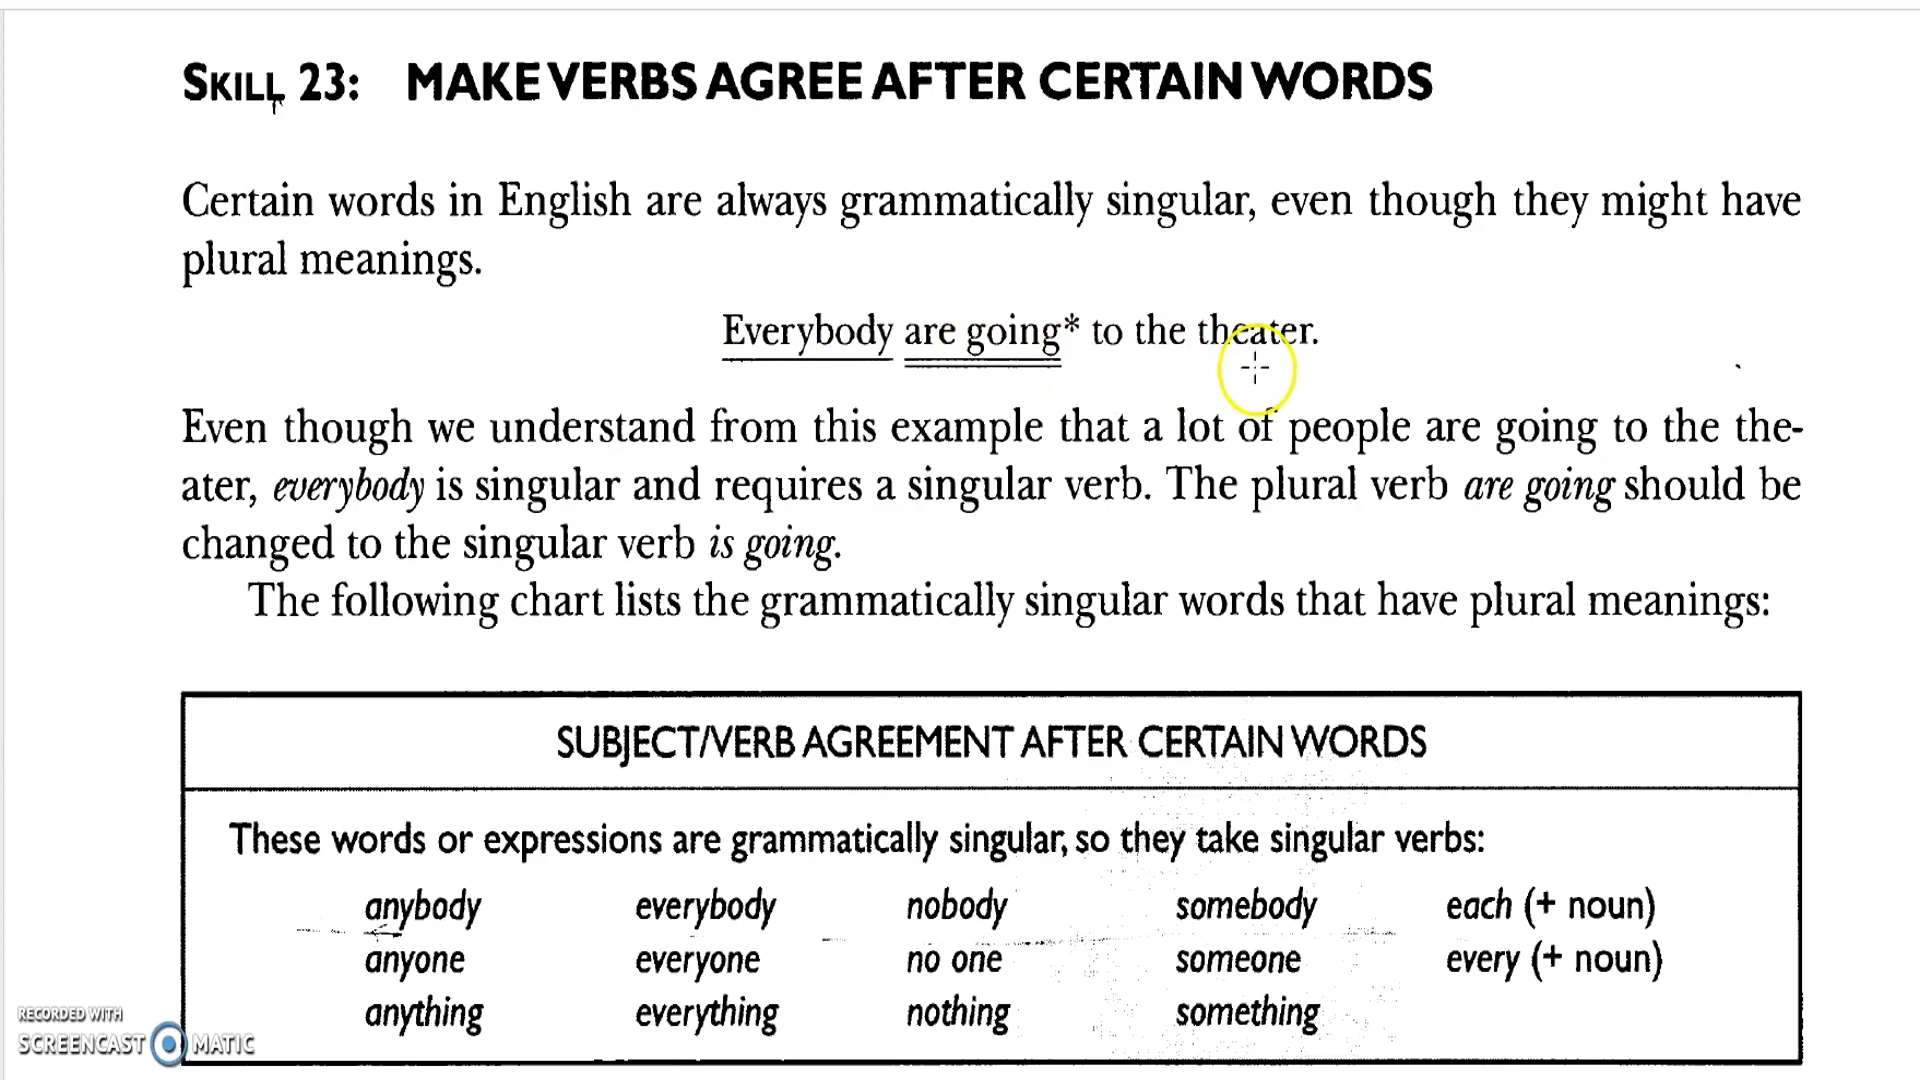 SKILL 23: MAKE VERBS AGREE AFTER CERTAIN WORDS
Certain words in English are always grammatically singular, even though they might have
plural meanings.
Everybody are going* to the theater.
Even though we understand from this example that a lot of people are going to the the-
ater, everybody is singular and requires a singular verb. The plural verb are going should be
changed to the singular verb is going.
The following chart lists the grammatically singular words that have plural meanings:
SUBJECT/VERB AGREEMENT AFTER CERTAIN WORDS
These words or expressions are grammatically singular, so they take singular verbs:
anybody everybody nobody somebody each (+ noun)
anyone everyone no one someone every (+ noun)
anything everything nothing something
RECORDED WITH
SCREENCAST MATIC